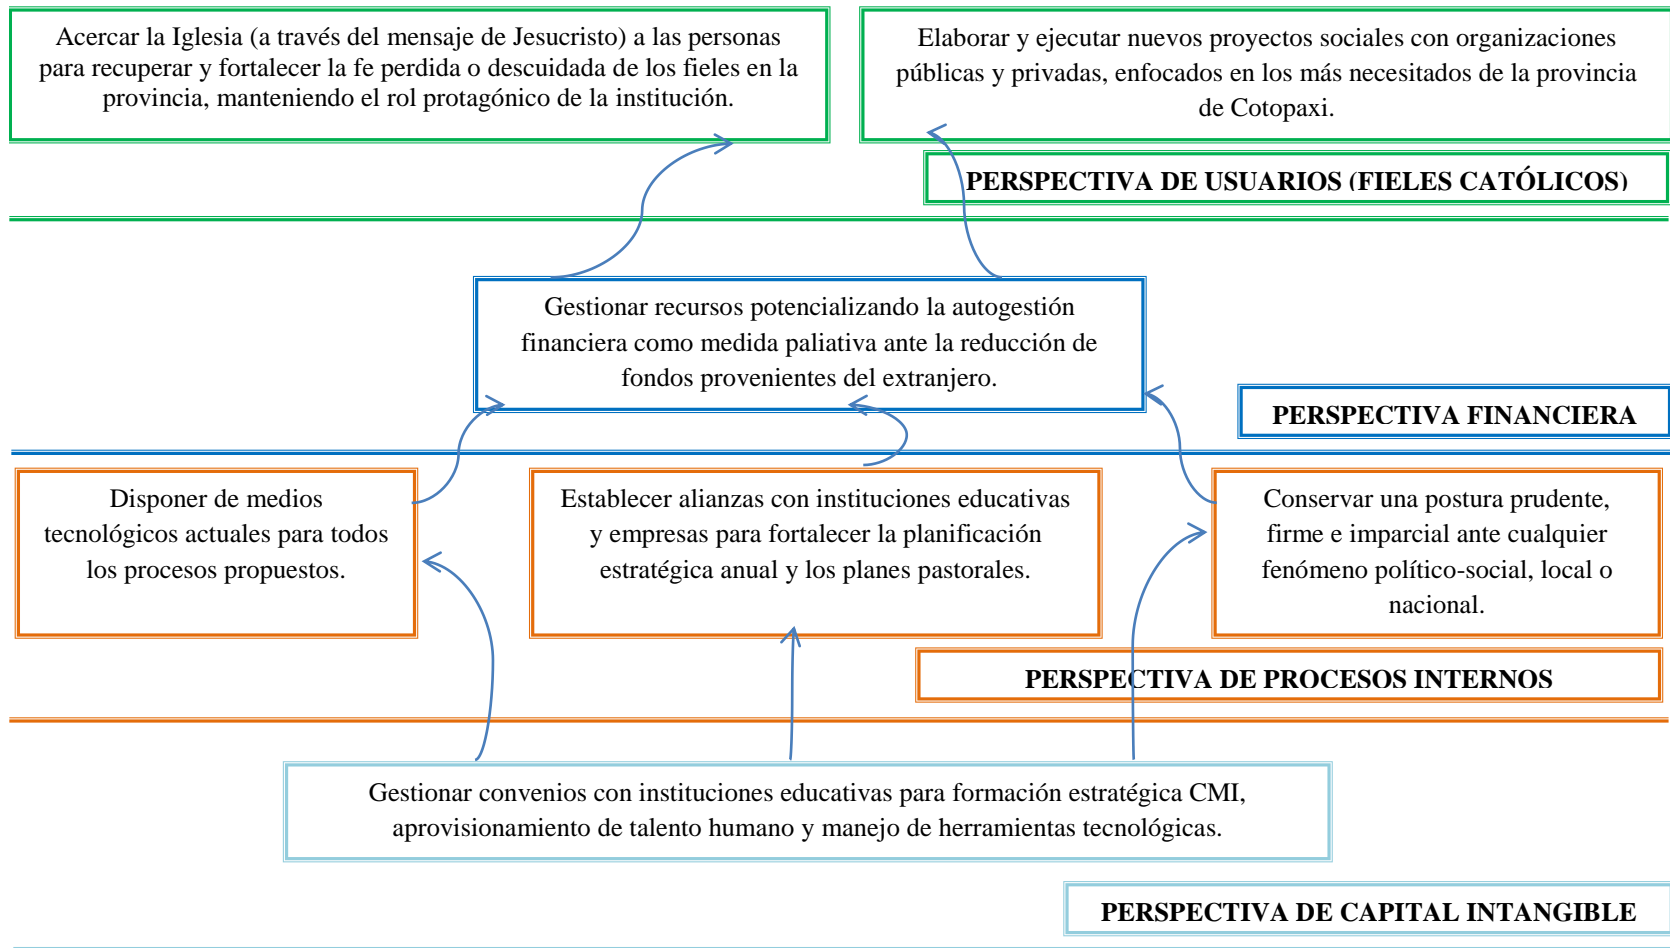 Acercar la Iglesia (a través del mensaje de Jesucristo) a las personas
para recuperar y fortalecer la fe perdida o descuidada de los fieles en la
provincia, manteniendo el rol protagónico de la institución.
Elaborar y ejecutar nuevos proyectos sociales con organizaciones
públicas y privadas, enfocados en los más necesitados de la provincia
de Cotopaxi.
PERSPECTIVA DE USUARIOS (FIELES CATÓLICOS)
Gestionar recursos potencializando la autogestión
financiera como medida paliativa ante la reducción de
fondos provenientes del extranjero.
PERSPECTIVA FINANCIERA
Disponer de medios
tecnológicos actuales para todos
los procesos propuestos.
Establecer alianzas con instituciones educativas
y empresas para fortalecer la planificación
estratégica anual y los planes pastorales.
Conservar una postura prudente,
firme e imparcial ante cualquier
fenómeno político-social, local o
nacional.
PERSPECTIVA DE PROCESOS INTERNOS
Gestionar convenios con instituciones educativas para formación estratégica CMI,
aprovisionamiento de talento humano y manejo de herramientas tecnológicas.
PERSPECTIVA DE CAPITAL INTANGIBLE